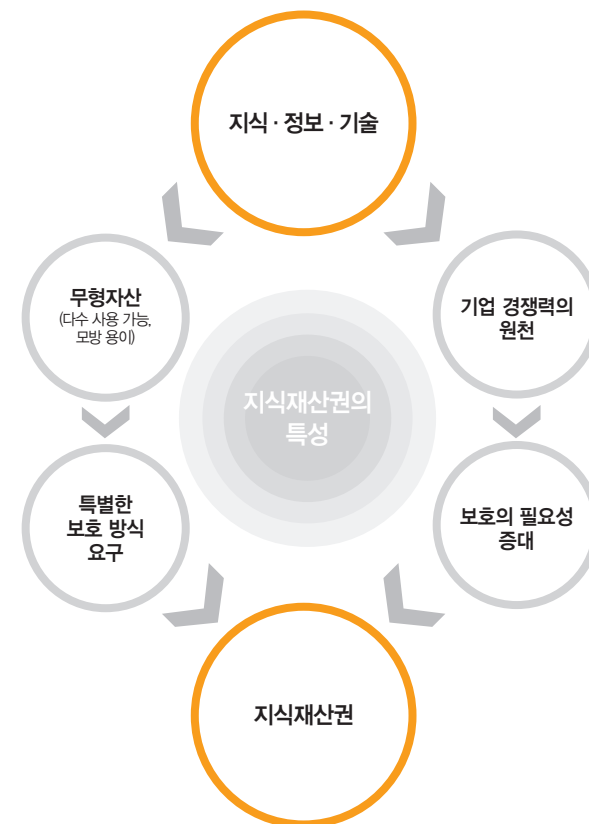 지식 · 정보 · 기술
무형자산
(다수 사용 가능,
모방 용이)
기업 경쟁력의
원천
지식재산권의
특성
특별한
보호 방식
요구
보호의 필요성
증대
지식재산권